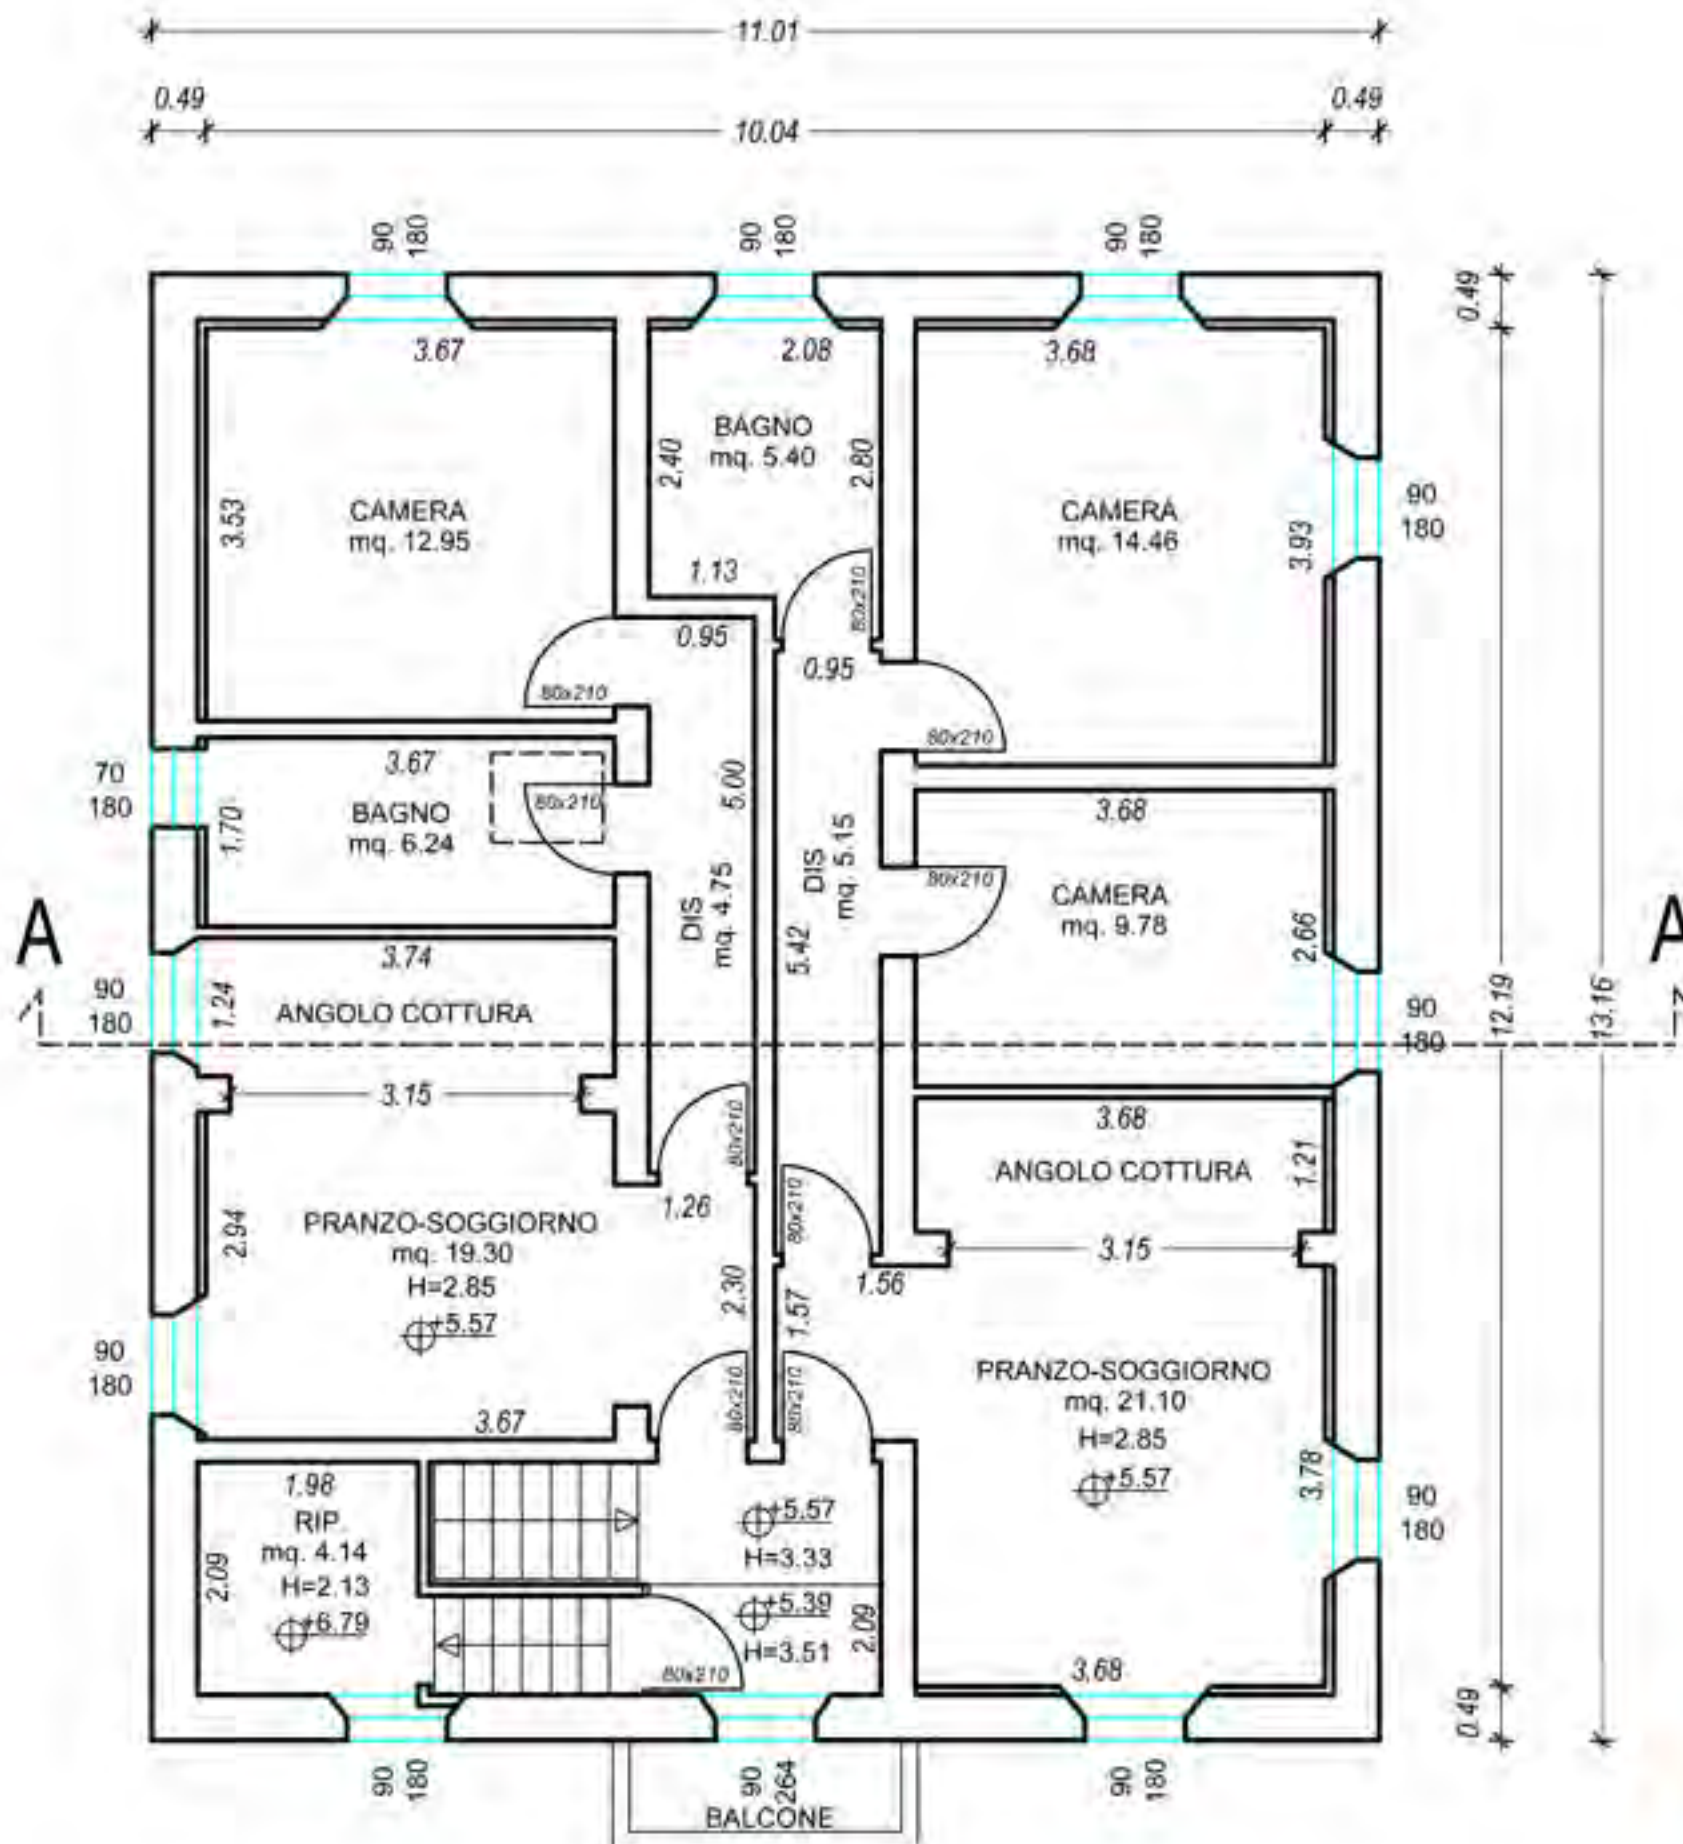 11.01
0.49
0.49
10.04
90
180
90
180
90
180
0.49
3.67
2.08
3.68
BAGNO
mq. 5.40
2.40
2.80
CAMERA
mq. 12.95
3.53
CAMERA
mq. 14.46
3.93
90
180
1.13
80x210
0.95
0.95
80x210
80x210
3.67
70
180
1.70
BAGNO
mq. 6.24
80x210
5.00
DIS
mq. 4.75
DIS
mq. 5.15
5.42
3.68
80x210
CAMERA
mq. 9.78
2.66
A
A
3.74
90
180
1.24
ANGOLO COTTURA
90
180
12.19
13.16
3.15
3.68
80x210
1.21
ANGOLO COTTURA
1.26
80x210
2.94
PRANZO-SOGGIORNO
mq. 19.30
H=2.85
+5.57
3.15
1.56
2.30
1.57
90
180
80x210
80x210
PRANZO-SOGGIORNO
mq. 21.10
H=2.85
+5.57
3.67
3.78
90
180
1.98
RIP.
mq. 4.14
H=2.13
+6.79
2.09
+5.57
H=3.33
+5.39
H=3.51
2.09
80x210
3.68
0.49
90
180
90
264
90
180
BALCONE